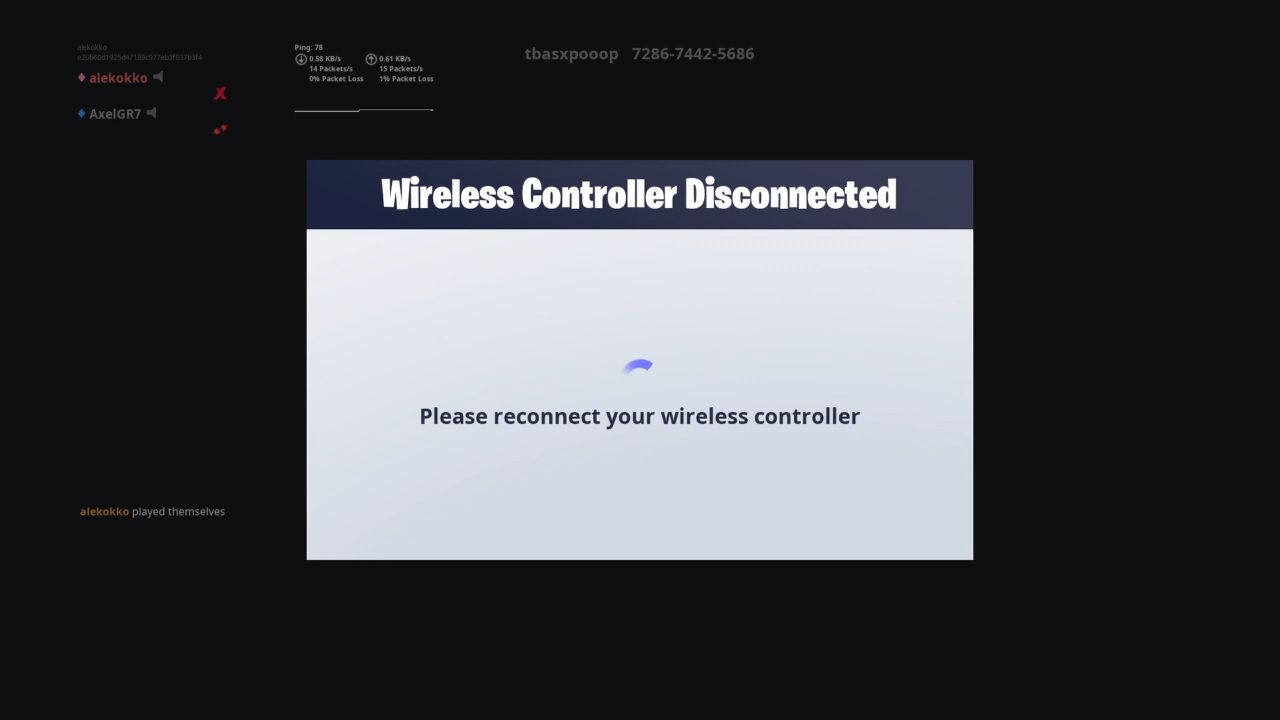 alekokko
alekokko
AxelGR7
Ping: 78
0.58 KB/s 0.61 KB/s
14 Packets/s 15 Packets/s
0% Packet Loss 1% Packet Loss
tbasxpooop 7286-7442-5686
Wireless Controller Disconnected
Please reconnect your wireless controller
alekokko played themselves